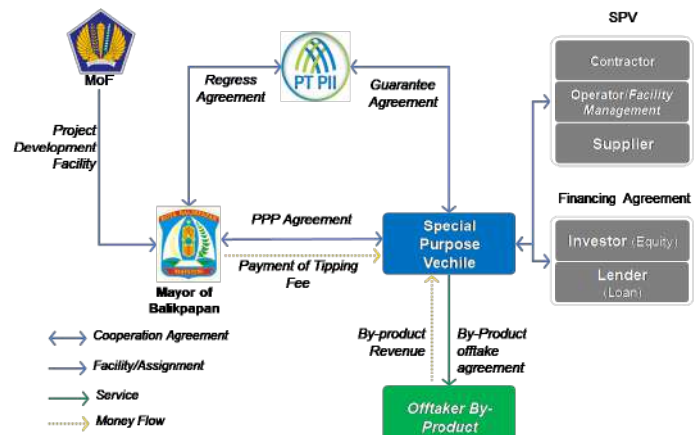 SPV
MoF
PT PII
Regress
Agreement
Guarantee
Agreement
Contractor
Operator/Facility
Management
Supplier
Project
Development
Facility
Financing Agreement
PPP Agreement
Payment of Tipping
Fee
Special
Purpose
Vechile
Investor (Equity)
Lender
(Loan)
Mayor of
Balikpapan
By-product
Revenue
By-Product
offtake
agreement
Cooperation Agreement
Facility/Assignment
Service
Money Flow
Offtaker By-
Product